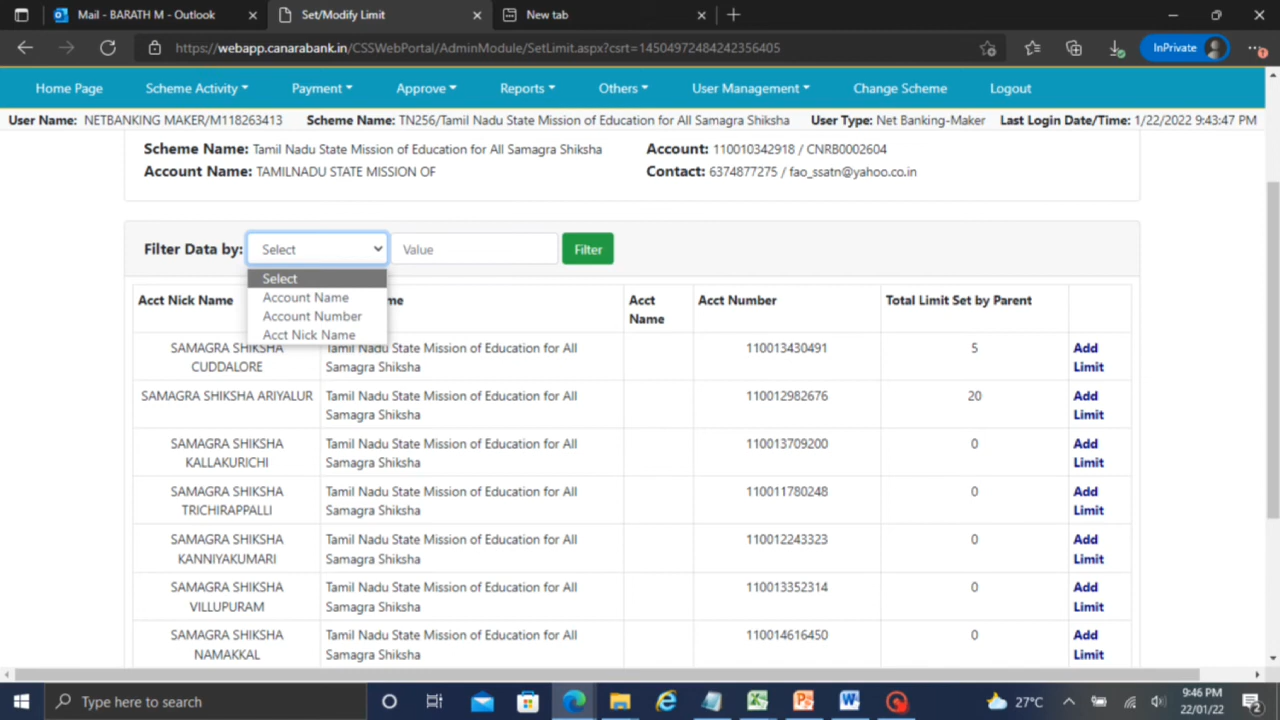 Mail - BARATH M - Outlook
Set/Modify Limit
New tab
https://webapp.canarabank.in/CSSWebPortal/AdminModule/SetLimit.aspx?csrt=14504972484242356405
InPrivate
Home Page Scheme Activity Payment Approve Reports Others User Management Change Scheme Logout
User Name: NETBANKING MAKER/M118263413 Scheme Name: TN256/Tamil Nadu State Mission of Education for All Samagra Shiksha User Type: Net Banking-Maker Last Login Date/Time: 1/22/2022 9:43:47 PM
Scheme Name: Tamil Nadu State Mission of Education for All Samagra Shiksha Account: 110010342918 / CNRB0002604
Account Name: TAMILNADU STATE MISSION OF Contact: 6374877275 / fao_ssatn@yahoo.co.in
Filter Data by: Select Value Filter
Select
Account Name
Account Number
Acct Nick Name
Acct Nick Name me Acct Name Acct Number Total Limit Set by Parent
SAMAGRA SHIKSHA Tamil Nadu State Mission of Education for All 110013430491 5 Add
CUDDALORE Samagra Shiksha Limit
SAMAGRA SHIKSHA ARIYALUR Tamil Nadu State Mission of Education for All 110012982676 20 Add
Samagra Shiksha Limit
SAMAGRA SHIKSHA Tamil Nadu State Mission of Education for All 110013709200 0 Add
KALLAKURICHI Samagra Shiksha Limit
SAMAGRA SHIKSHA Tamil Nadu State Mission of Education for All 110011780248 0 Add
TRICHIRAPPALLI Samagra Shiksha Limit
SAMAGRA SHIKSHA Tamil Nadu State Mission of Education for All 110012243323 0 Add
KANNIYAKUMARI Samagra Shiksha Limit
SAMAGRA SHIKSHA Tamil Nadu State Mission of Education for All 110013352314 0 Add
VILLUPURAM Samagra Shiksha Limit
SAMAGRA SHIKSHA Tamil Nadu State Mission of Education for All 110014616450 0 Add
NAMAKKAL Samagra Shiksha Limit
Type here to search
27°C
9:46 PM
22/01/22
2